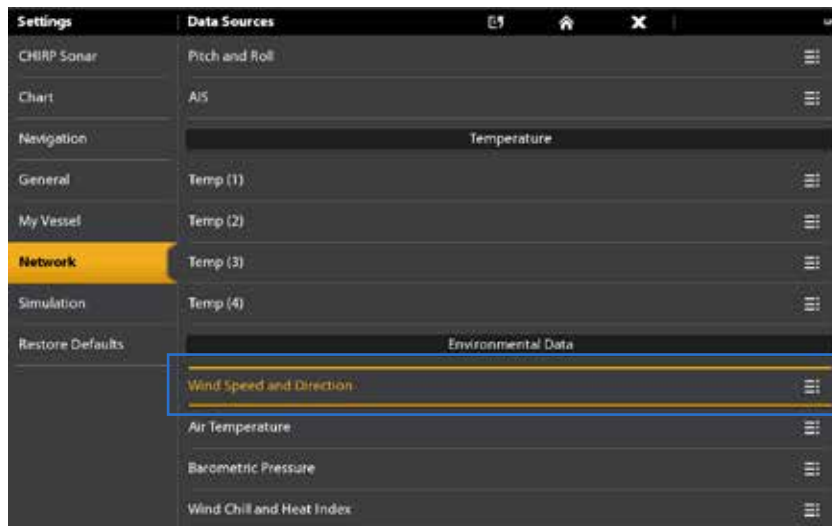 Settings
Data Sources
CHIRP Sonar
Pitch and Roll
Chart
AIS
Navigation
Temperature
General
Temp (1)
My Vessel
Temp (2)
Network
Temp (3)
Simulation
Temp (4)
Restore Defaults
Environmental Data
Wind Speed and Direction
Air Temperature
Barometric Pressure
Wind Chill and Heat Index